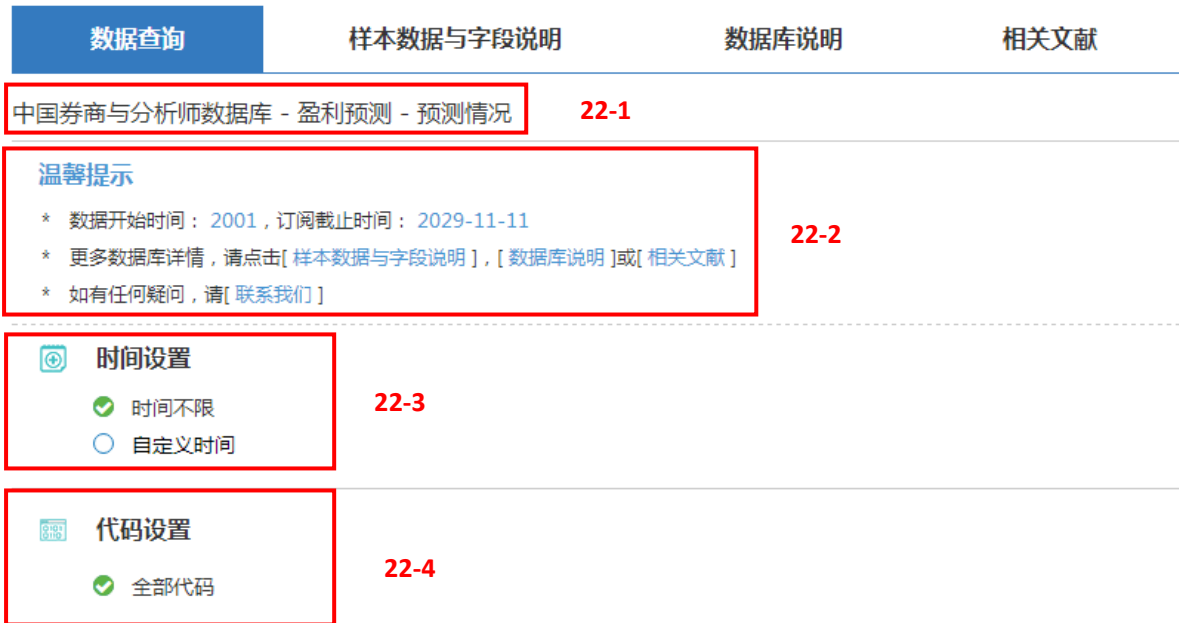 数据查询 样本数据与字段说明 数据库说明 相关文献
中国券商与分析师数据库 - 盈利预测 - 预测情况 22-1
温馨提示
* 数据开始时间： 2001，订阅截止时间： 2029-11-11
22-2
* 更多数据库详情，请点击[ 样本数据与字段说明 ]，[ 数据库说明 ]或[ 相关文献 ]
* 如有任何疑问，请[ 联系我们 ]
时间设置
时间不限
22-3
自定义时间
代码设置
22-4
全部代码